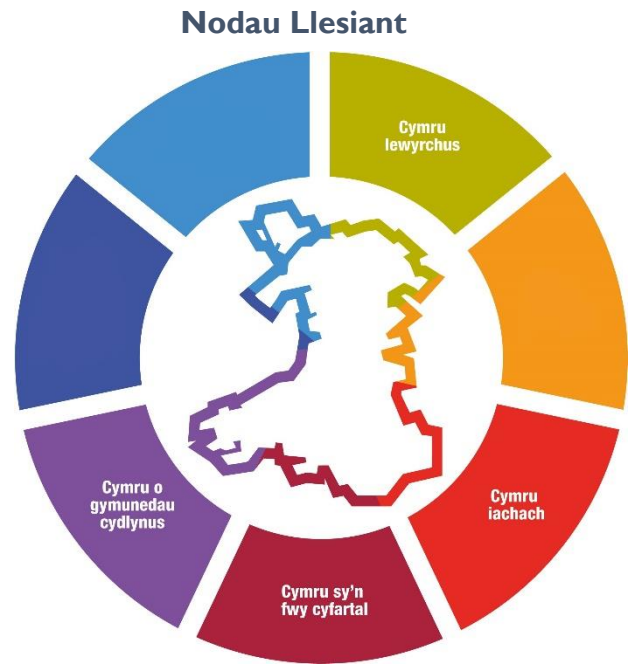 Nodau Llesiant
Cymru
lewyrchus
Cymru
iachach
Cymru sy'n
fwy cyfartal
Cymru o
gymunedau
cydlynus